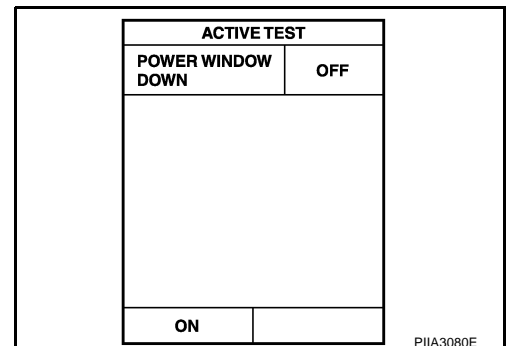 ACTIVE TEST
POWER WINDOW
DOWN
OFF
ON
PIIA3080E